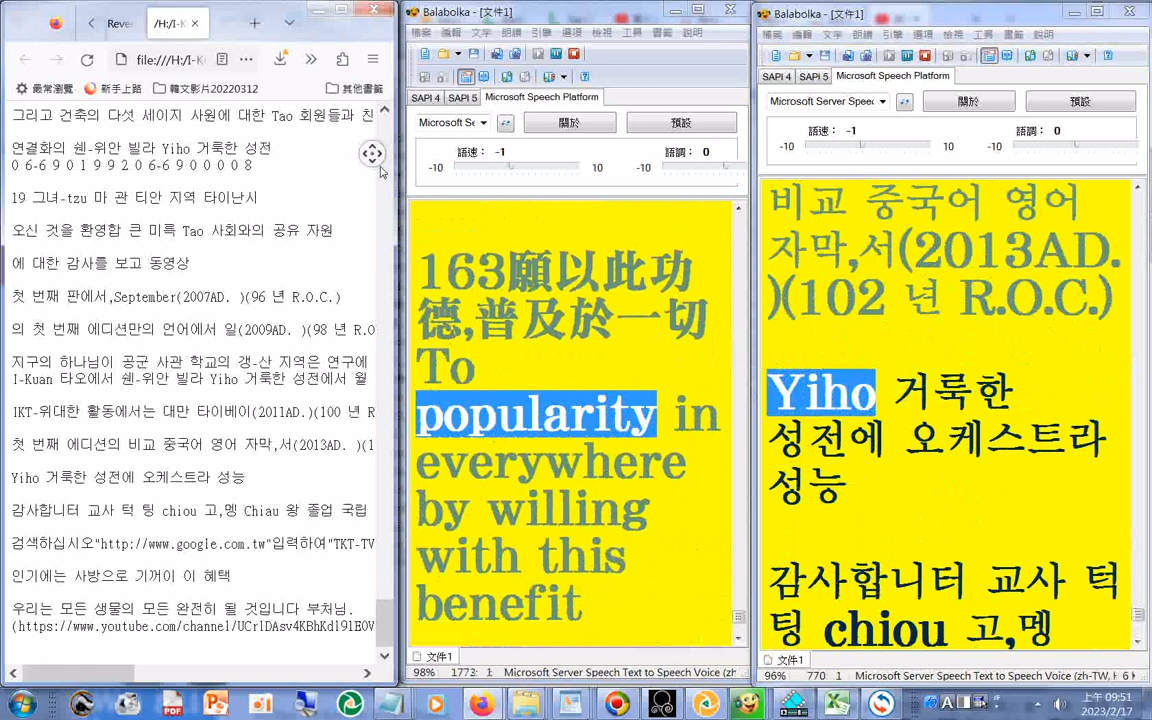 Reve
/H:/I-K
file:///H:/I-K
最常瀏覽
新手上路
韓文影片20220312
其他書籤
그리고 건축의 다섯 세이지 사원에 대한 Tao 회원들과 친
연결화의 쉔-위안 빌라 Yiho 거룩한 성전
0 6-6 9 0 1 9 9 2 0 6-6 9 0 0 0 0 8
19 그녀-tzu 마 관 티안 지역 타이난시
오신 것을 환영합 큰 미륵 Tao 사회와의 공유 자원
에 대한 감사를 보고 동영상
첫 번째 판에서,September(2007AD. )(96 년 R.O.C.)
의 첫 번째 에디션만의 언어에서 일(2009AD. )(98 년 R.O
지구의 하나님이 공군 사관 학교의 갱-산 지역은 연구에
I-Kuan 타오에서 쉔-위안 빌라 Yiho 거룩한 성전에서 월
IKT-위대한 활동에서는 대만 타이베이(2011AD.)(100 년 R
첫 번째 에디션의 비교 중국어 영어 자막,서(2013AD. )(1
Yiho 거룩한 성전에 오케스트라 성능
감사합니터 교사 턱 팅 chiou 고,멩 Chiau 왕 졸업 국립
검색하십시오"http://www.google.com.tw"입력하여"TKT-TV
인기에는 사방으로 기꺼이 이 혜택
우리는 모든 생물의 모든 완전히 될 것입니다 부처님.
(https://www.youtube.com/channel/UCrlDAsv4KBhKdl9lE0V
Balabolka - [文件1]
檔案 編輯 文字 朗讀 引擎 選項 檢視 工具 書籤 說明
SAPI 4 SAPI 5 Microsoft Speech Platform
Microsoft Se 關於 預設
語速： -1 語調： 0
-10 10 -10
163願以此功
德,普及於一切
To
popularity in
everywhere
by willing
with this
benefit
文件1
98% 1773: 1 Microsoft Server Speech Text to Speech Voice (zh
Balabolka - [文件1]
檔案 編輯 文字 朗讀 引擎 選項 檢視 工具 書籤 說明
SAPI 4 SAPI 5 Microsoft Speech Platform
Microsoft Server Speec 關於 預設
語速： -1 語調： 0
-10 10 -10
비교 중국어 영어
자막,서(2013AD.
)(102 년 R.O.C.)
Yiho 거룩한
성전에 오케스트라
성능
감사합니터 교사 턱
팅 chiou 고,멩
文件1
96% 770: 1 Microsoft Server Speech Text to Speech Voice (zh-TW, H
上午 09:51
2023/2/17